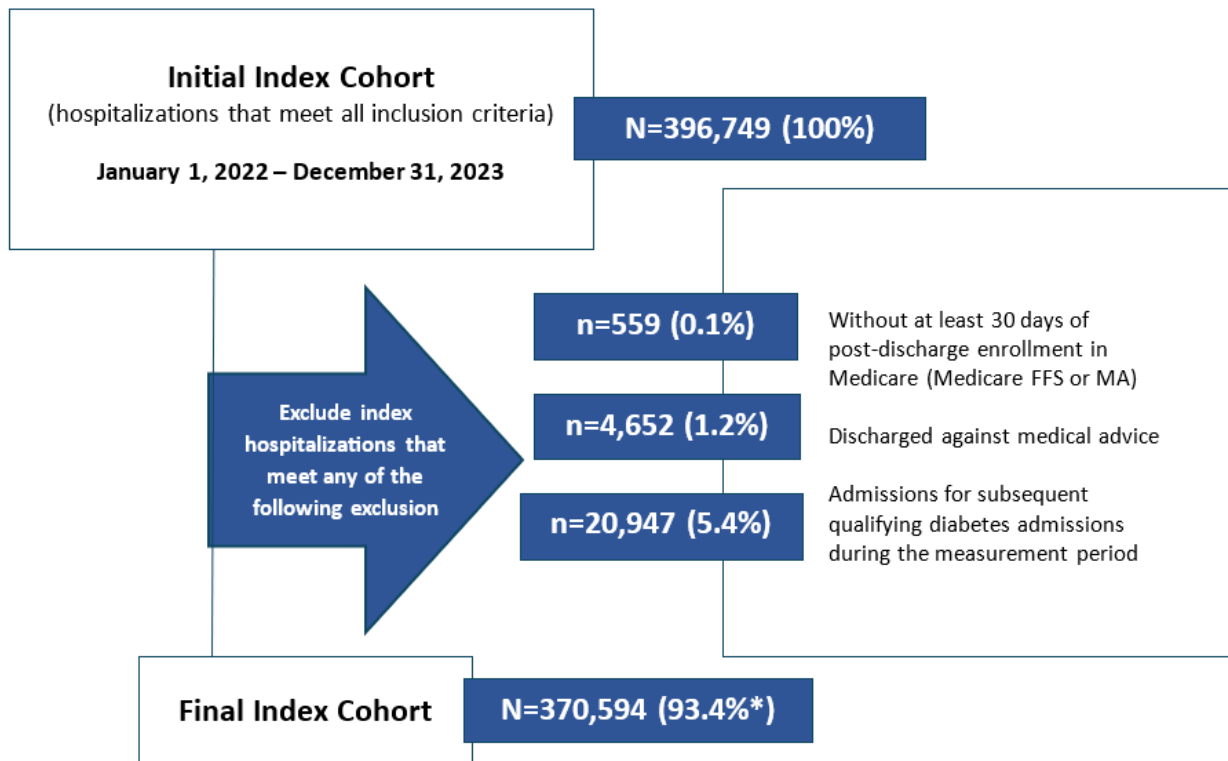 Initial Index Cohort
(hospitalizations that meet all inclusion criteria)
January 1, 2022 – December 31, 2023
N=396,749 (100%)
Exclude index
hospitalizations that
meet any of the
following exclusion
n=559 (0.1%)
Without at least 30 days of
post-discharge enrollment in
Medicare (Medicare FFS or MA)
n=4,652 (1.2%)
Discharged against medical advice
n=20,947 (5.4%)
Admissions for subsequent
qualifying diabetes admissions
during the measurement period
Final Index Cohort
N=370,594 (93.4%*)